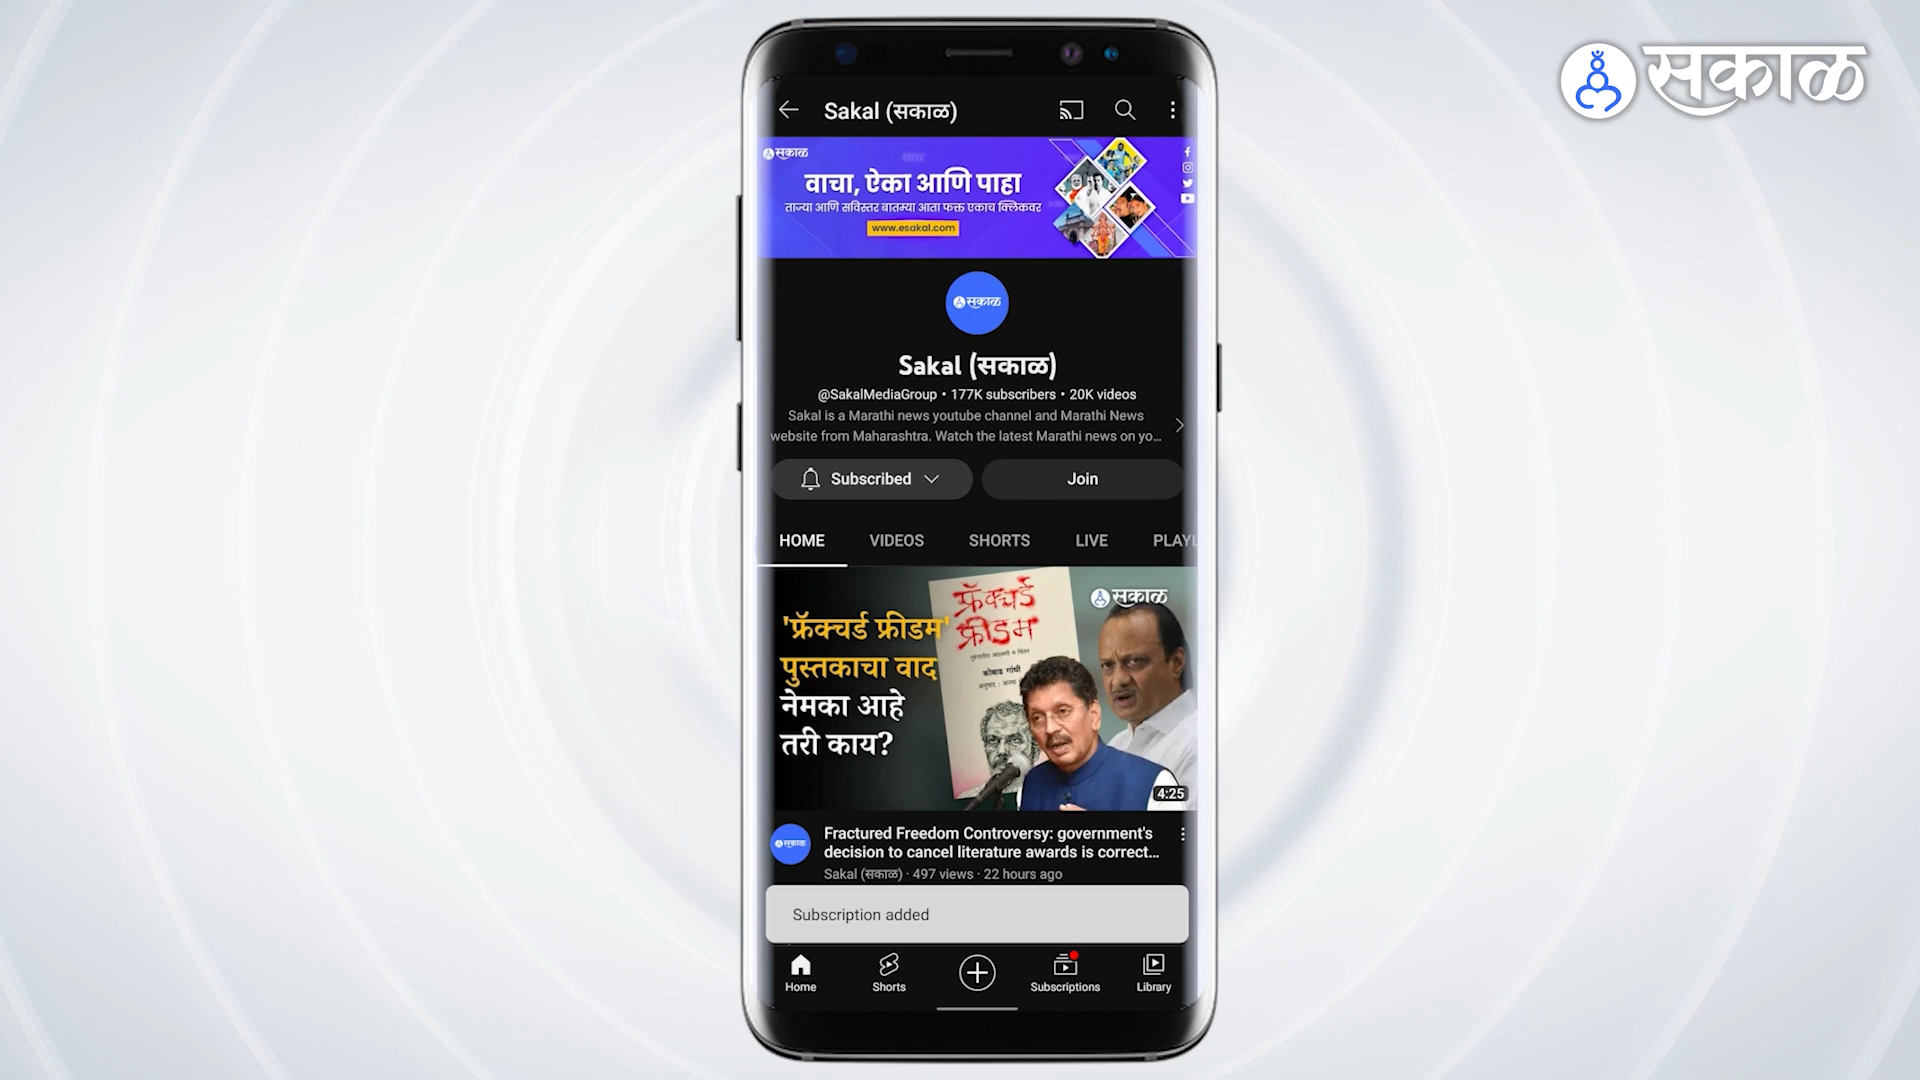 सकाळ
Sakal (सकाळ)
सकाळ
वाचा, ऐका आणि पाहा
ताज्या आणि सविस्तर बातम्या आता फक्त एकाच क्लिकवर
www.esakal.com
सकाळ
Sakal (सकाळ)
@SakalMediaGroup • 177K subscribers • 20K videos
Sakal is a Marathi news youtube channel and Marathi News
website from Maharashtra. Watch the latest Marathi news on yo...
Subscribed
Join
HOME VIDEOS SHORTS LIVE PLAYL
सकाळ
फ्रॅक्चर्ड
फ्रीडम
कोबाड गांधी
'फ्रॅक्चर्ड फ्रीडम'
पुस्तकाचा वाद
नेमका आहे
तरी काय?
4:25
सकाळ
Fractured Freedom Controversy: government's
decision to cancel literature awards is correct...
Sakal (सकाळ) · 497 views · 22 hours ago
Subscription added
Home Shorts Subscriptions Library